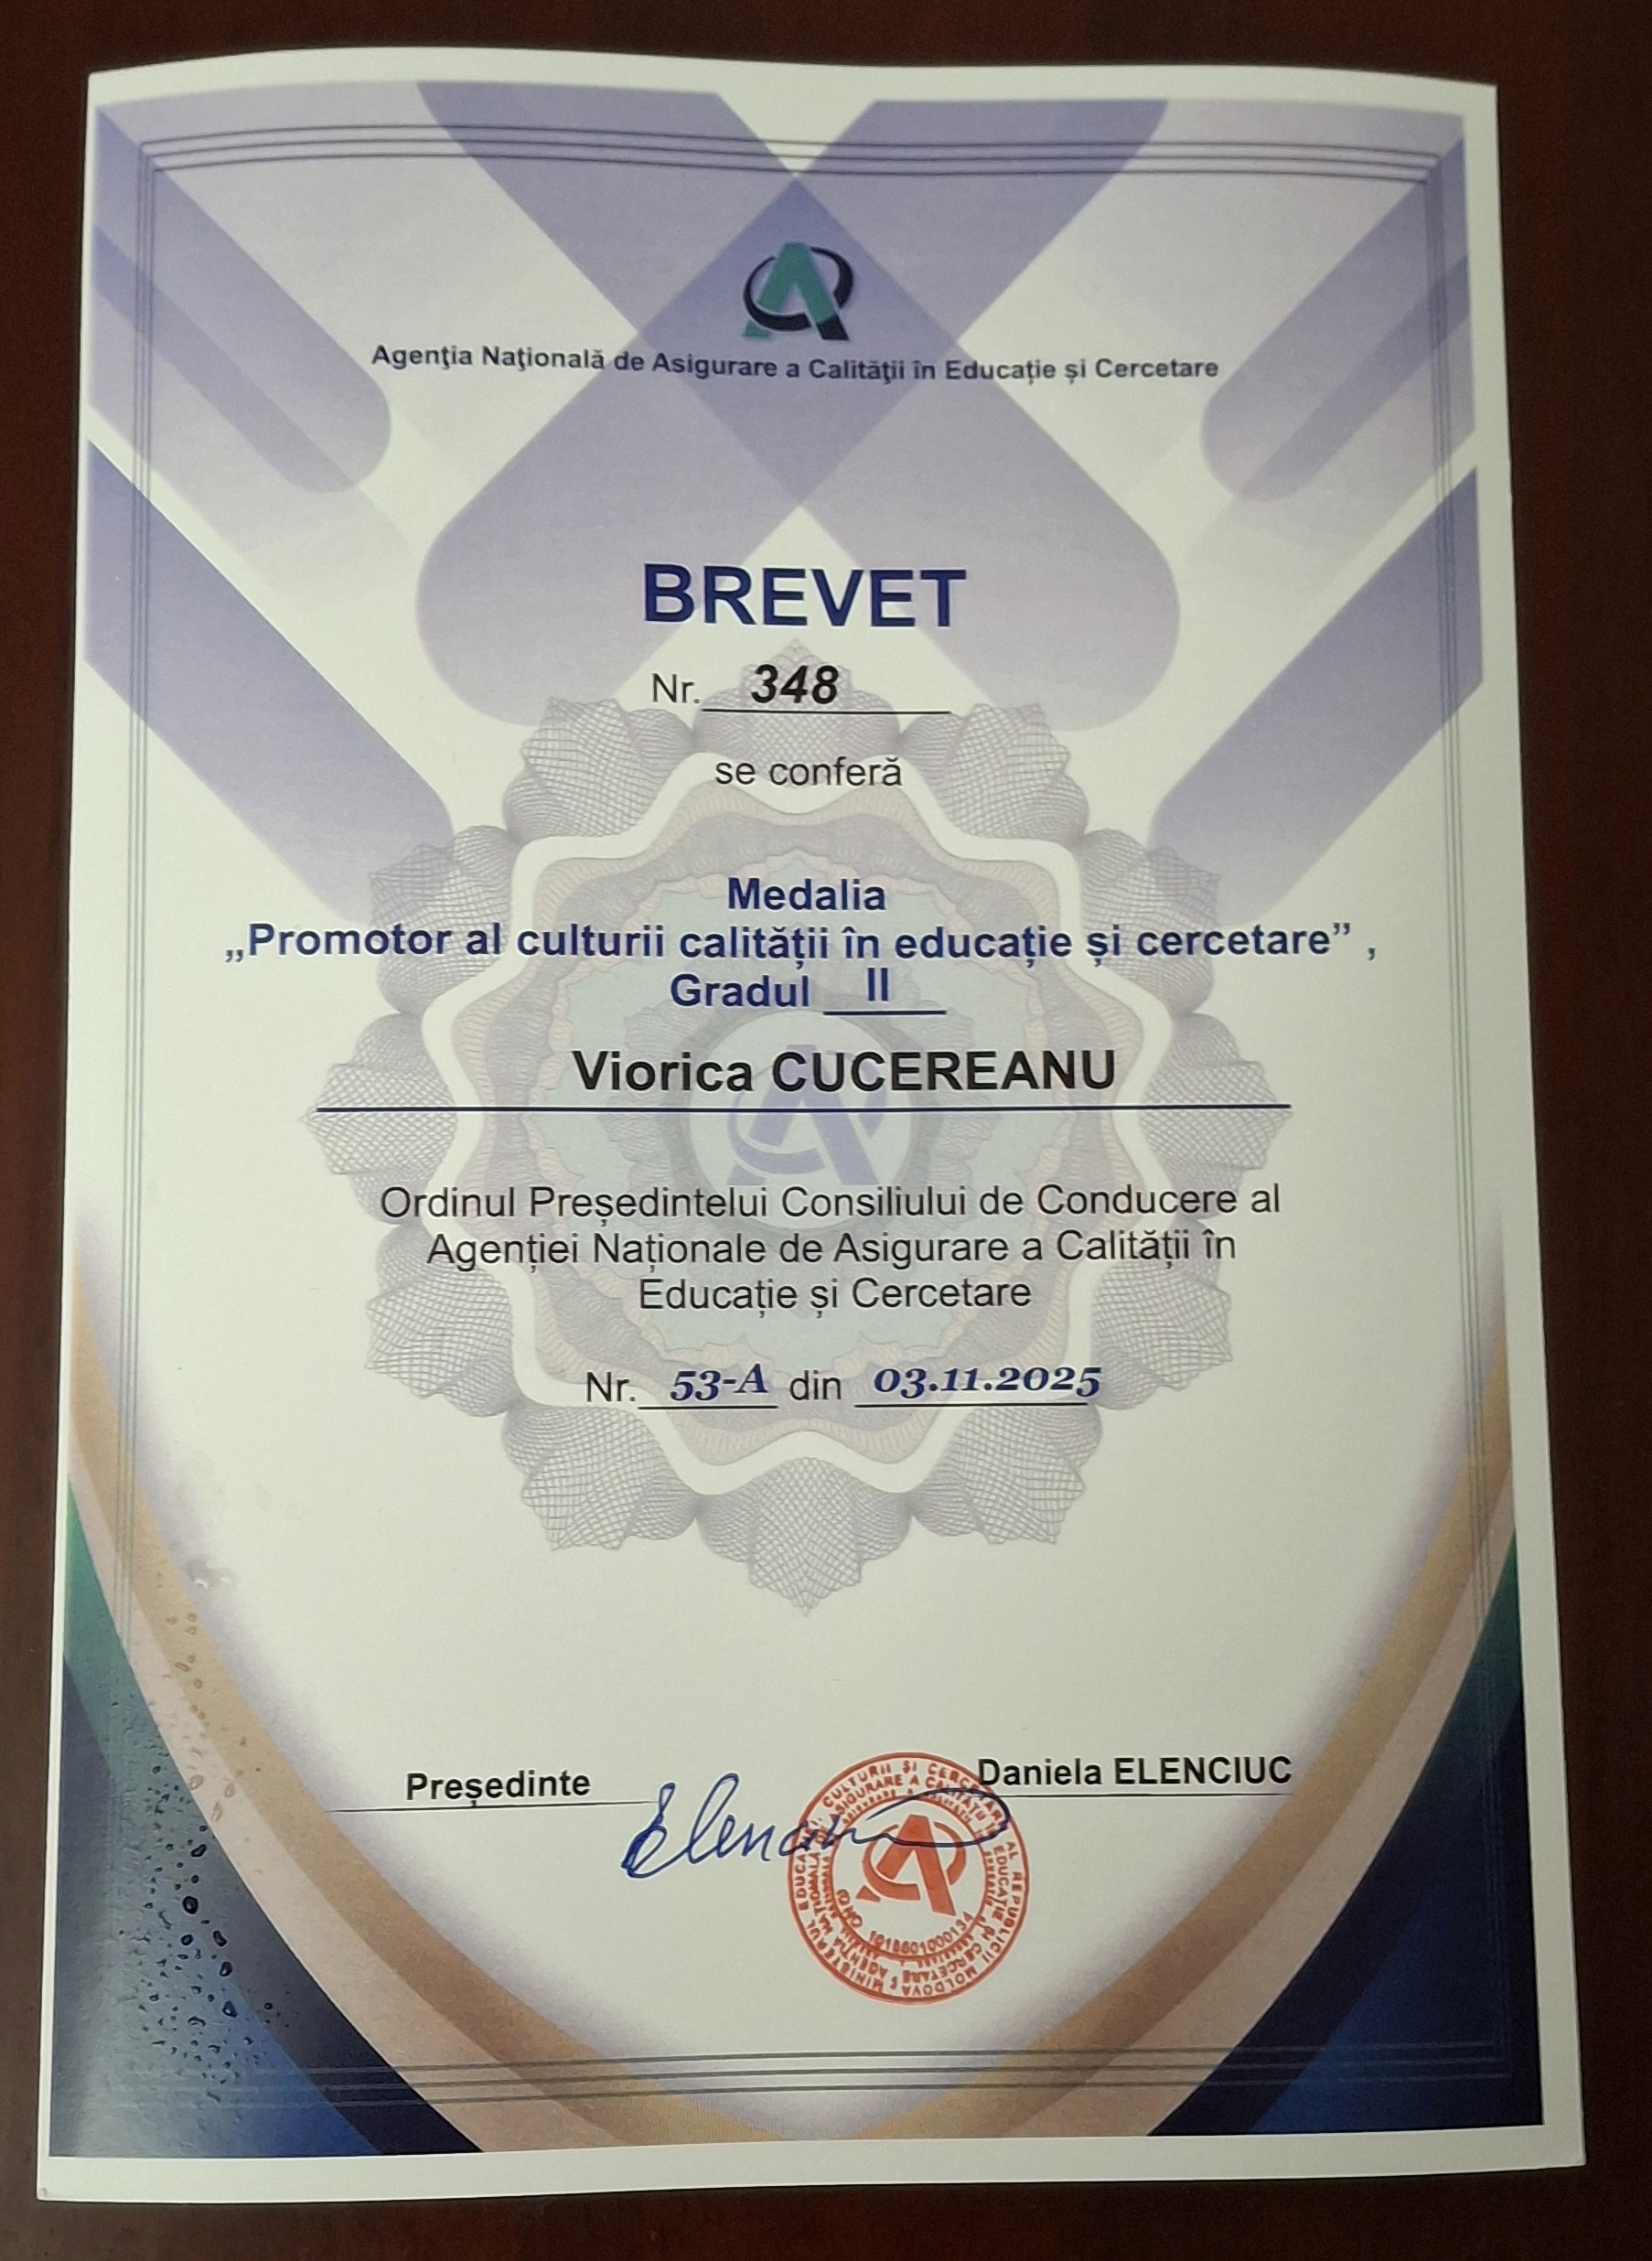 Agenţia Naţională de Asigurare a Calităţii în Educaţie și Cercetare
BREVET
Nr. 348
se conferă
Medalia
„Promotor al culturii calității în educație și cercetare” ,
Gradul II
Viorica CUCEREANU
Ordinul Președintelui Consiliului de Conducere al
Agenției Naționale de Asigurare a Calității în
Educație și Cercetare
Nr. 53-A din 03.11.2025
Președinte
Daniela ELENCIUC